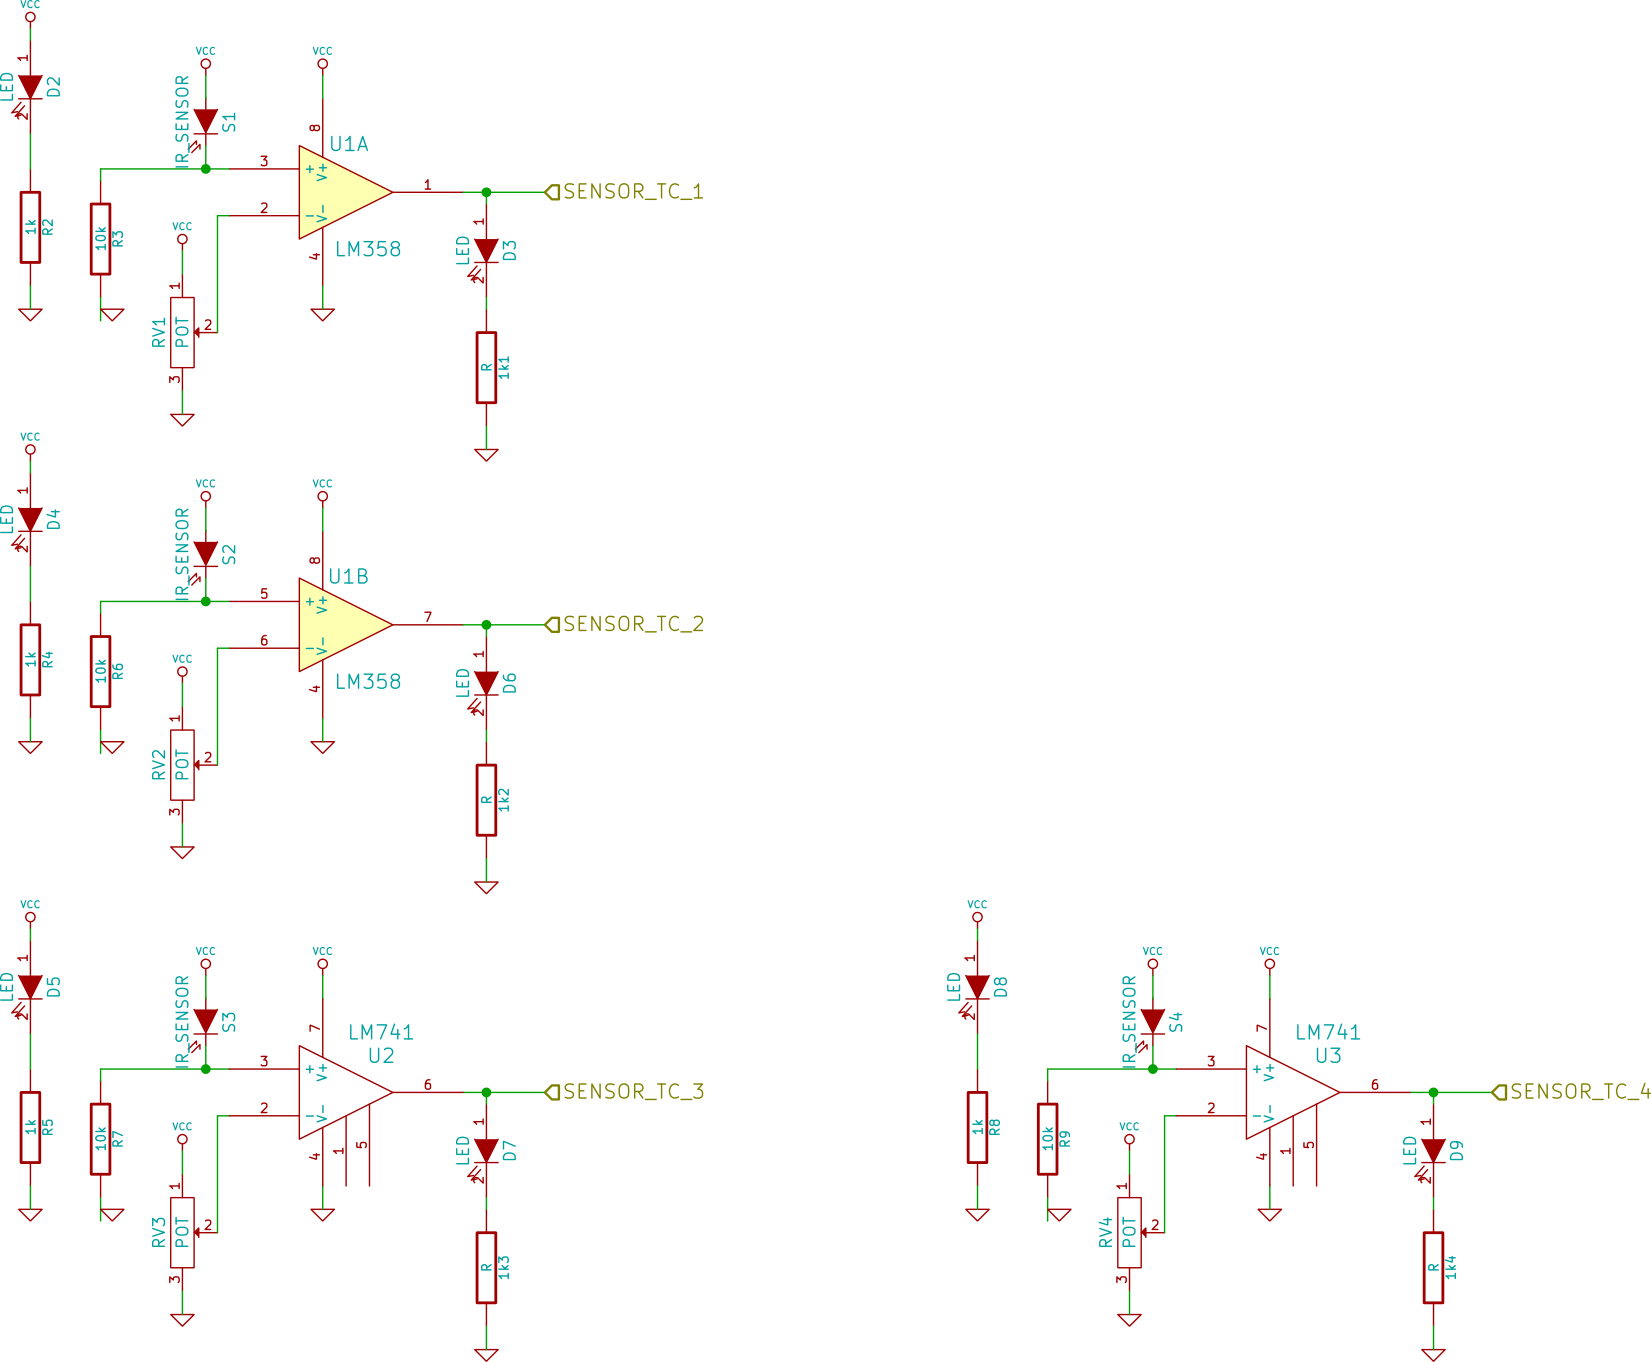 VCC
1
LED
D2
2
1k
R2
VCC
IR_SENSOR
S1
VCC
8
U1A
3
+
V+
2
−
V-
4
LM358
1
SENSOR_TC_1
10k
R3
VCC
1
RV1
POT
2
3
1
LED
D3
2
R
1k1
VCC
1
LED
D4
2
1k
R4
VCC
IR_SENSOR
S2
VCC
8
U1B
5
+
V+
6
−
V-
4
LM358
7
SENSOR_TC_2
10k
R6
VCC
1
RV2
POT
2
3
1
LED
D6
2
R
1k2
VCC
1
LED
D5
2
1k
R5
VCC
IR_SENSOR
S3
VCC
7
LM741
U2
3
+
V+
2
−
V-
4
1
5
6
SENSOR_TC_3
10k
R7
VCC
1
RV3
POT
2
3
1
LED
D7
2
R
1k3
VCC
1
LED
D8
2
1k
R8
VCC
IR_SENSOR
S4
VCC
7
LM741
U3
3
+
V+
2
−
V-
4
1
5
6
SENSOR_TC_4
10k
R9
VCC
1
RV4
POT
2
3
1
LED
D9
2
R
1k4